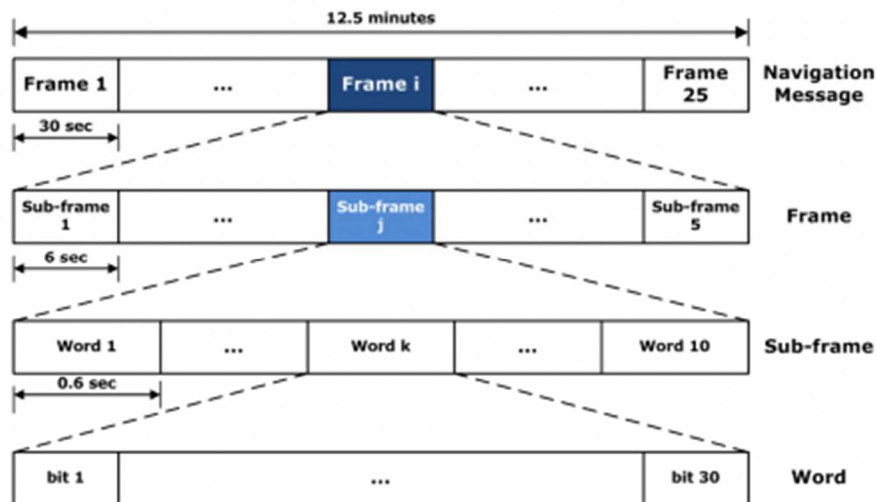 12.5 minutes
Frame 1
...
Frame i
...
Frame
25
Navigation
Message
30 sec
Sub-frame
1
...
Sub-frame
j
...
Sub-frame
5
Frame
6 sec
Word 1
...
Word k
...
Word 10
Sub-frame
0.6 sec
bit 1
...
bit 30
Word